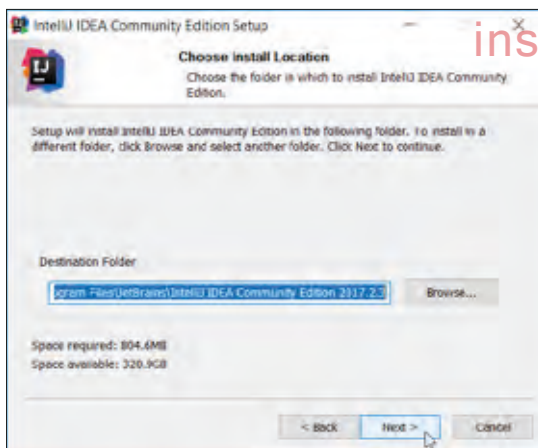 IntelliJ IDEA Community Edition Setup
ins
Choose Install Location
Choose the folder in which to install IntelliJ IDEA Community
Edition.
IJ
Setup will install IntelliJ IDEA Community Edition in the following folder. To install in a
different folder, click Browse and select another folder. Click Next to continue.
Destination Folder
ogram Files\JetBrains\IntelliJ IDEA Community Edition 2017.2.3
Browse...
Space required: 804.6MB
Space available: 320.9GB
< Back
Next >
Cancel